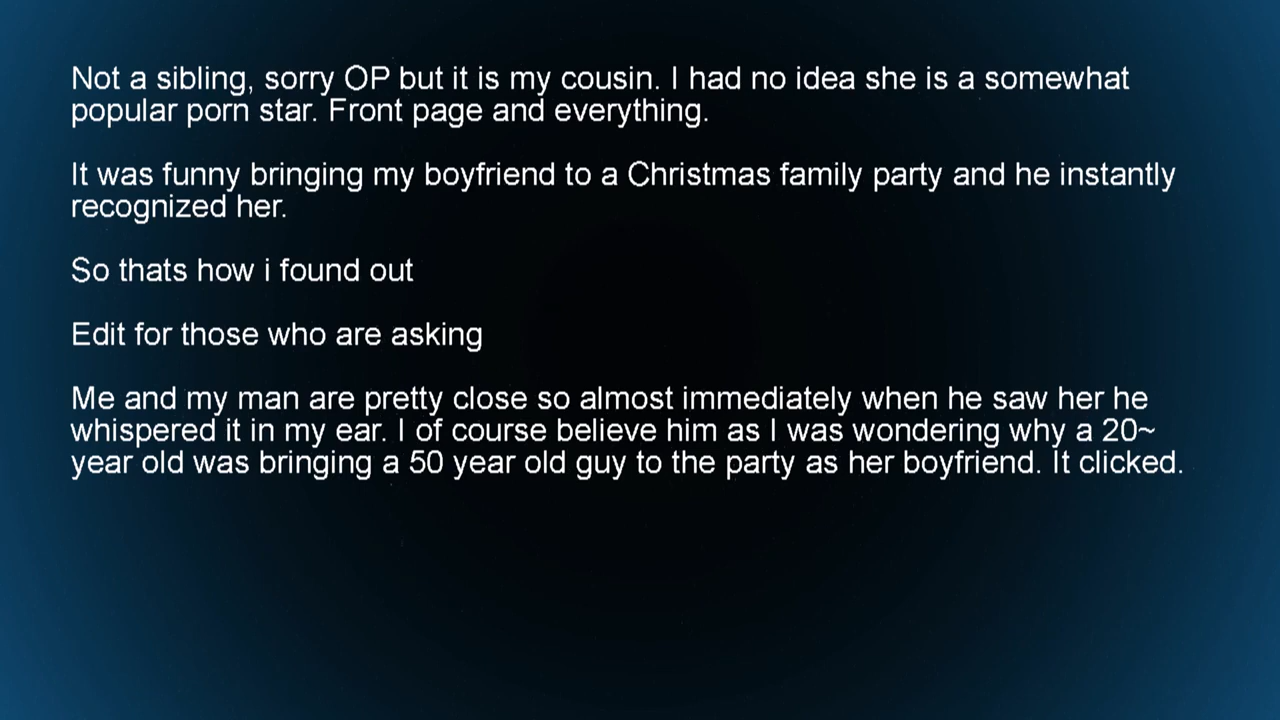 Not a sibling, sorry OP but it is my cousin. I had no idea she is a somewhat
popular porn star. Front page and everything.
It was funny bringing my boyfriend to a Christmas family party and he instantly
recognized her.
So thats how i found out
Edit for those who are asking
Me and my man are pretty close so almost immediately when he saw her he
whispered it in my ear. I of course believe him as I was wondering why a 20~
year old was bringing a 50 year old guy to the party as her boyfriend. It clicked.